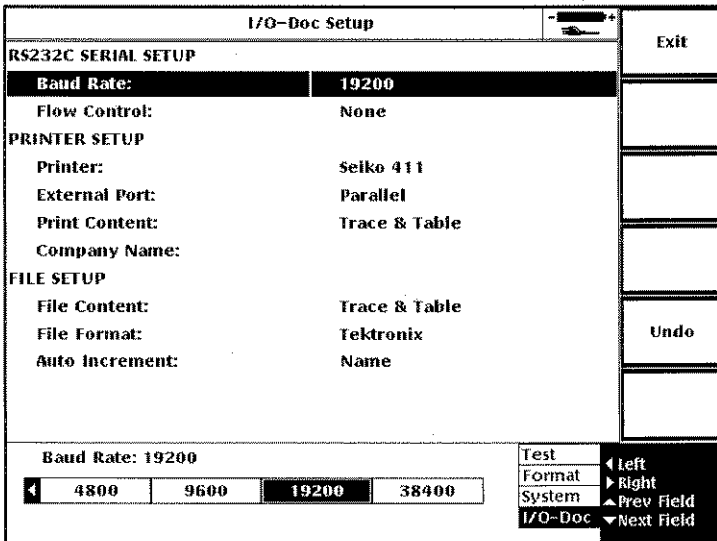 I/O-Doc Setup
- +
Exit
RS232C SERIAL SETUP
Baud Rate: 19200
Flow Control: None
PRINTER SETUP
Printer: Seiko 411
External Port: Parallel
Print Content: Trace & Table
Company Name:
FILE SETUP
File Content: Trace & Table
File Format: Tektronix
Auto Increment: Name
Undo
Baud Rate: 19200
4800 9600 19200 38400
Test
Format
System
I/O-Doc
Left
Right
Prev Field
Next Field